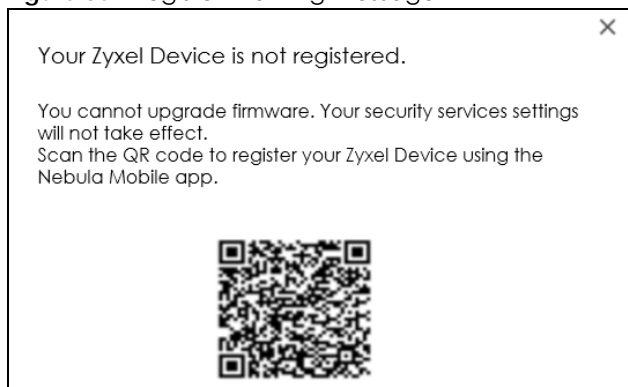 Your Zyxel Device is not registered.
You cannot upgrade firmware. Your security services settings
will not take effect.
Scan the QR code to register your Zyxel Device using the
Nebula Mobile app.